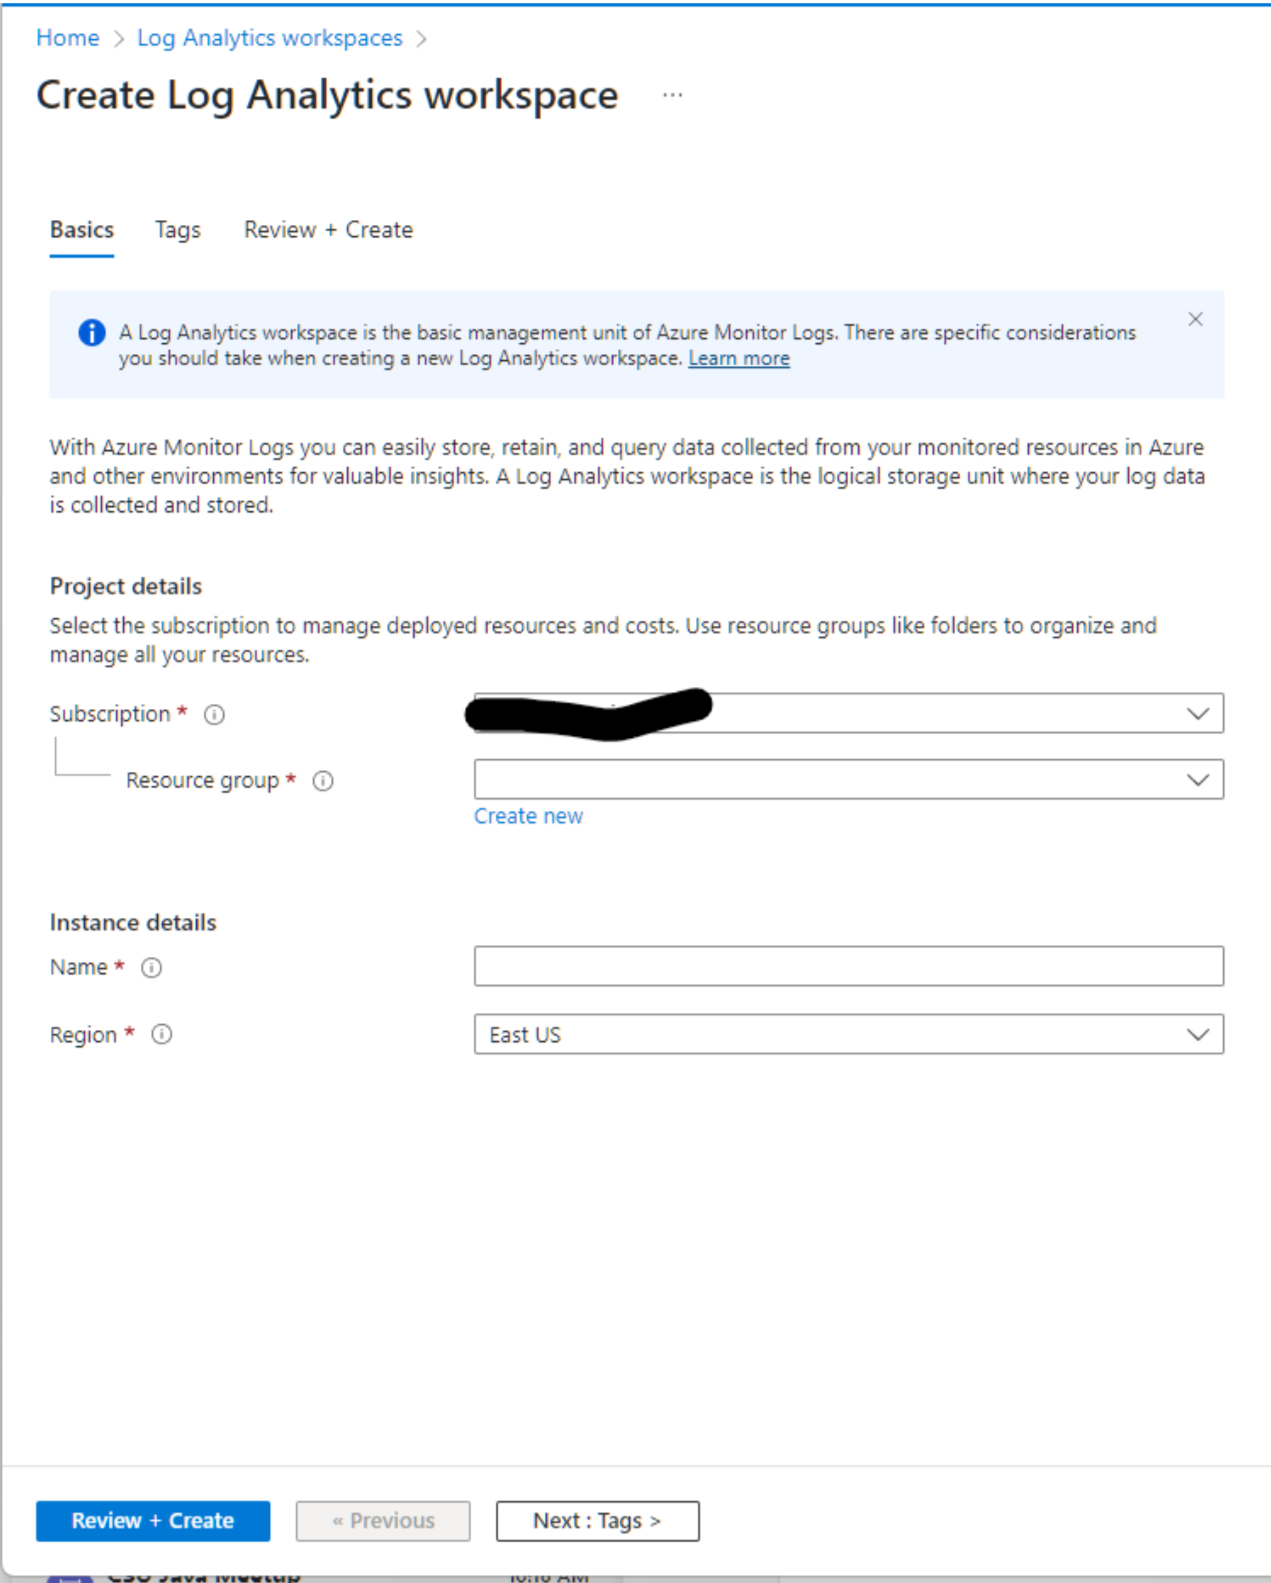 Home > Log Analytics workspaces >
Create Log Analytics workspace ...
Basics Tags Review + Create
A Log Analytics workspace is the basic management unit of Azure Monitor Logs. There are specific considerations
you should take when creating a new Log Analytics workspace. Learn more
With Azure Monitor Logs you can easily store, retain, and query data collected from your monitored resources in Azure
and other environments for valuable insights. A Log Analytics workspace is the logical storage unit where your log data
is collected and stored.
Project details
Select the subscription to manage deployed resources and costs. Use resource groups like folders to organize and
manage all your resources.
Subscription *
Resource group *
Create new
Instance details
Name *
Region * East US
Review + Create « Previous Next : Tags >
CSU Java Meetup 10:16 AM